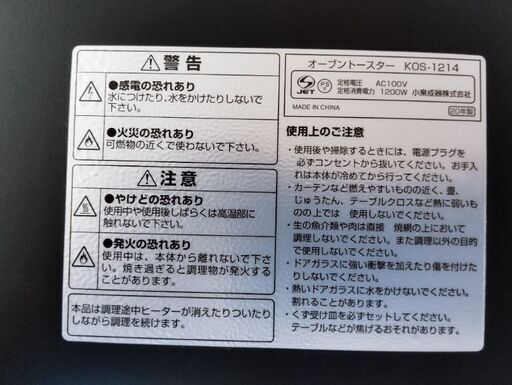 ⚠警告
●感電の恐れあり
水につけたり、水をかけたりしないで
下さい。
●火災の恐れあり
可燃物の近くで使わないで下さい。
⚠注意
●やけどの恐れあり
使用中や使用後しばらくは高温部に
触れないで下さい。
●発火の恐れあり
使用中は、本体から離れないで下さ
い。焼き過ぎると調理物が発火する
ことがあります。
本品は調理途中ヒーターが消えたりついたり
しながら調理を続けます。
オーブントースター KOS-1214
JET
PS
E
定格電圧 AC100V
定格消費電力 1200W 小泉成器株式会社
MADE IN CHINA
20年製
使用上のご注意
・使用後や掃除するときには、電源プラグを
必ずコンセントから抜いてください。お手入
れは本体が冷めてから行ってください。
・カーテンなど燃えやすいものの近く、畳、
じゅうたん、テーブルクロスなど熱に弱いも
のの上では 使用しないでください。
・生の魚介類や肉は直接 焼網の上において
調理しないでください。また調理以外の目的
で使用しないでください。
・ドアガラスに強い衝撃を加えたり傷を付けた
りしないでください。
・熱いドアガラスに水をかけないでください。
割れることがあります。
・くず受け皿を必ずセットしてください。
テーブルなどが焦げるおそれがあります。